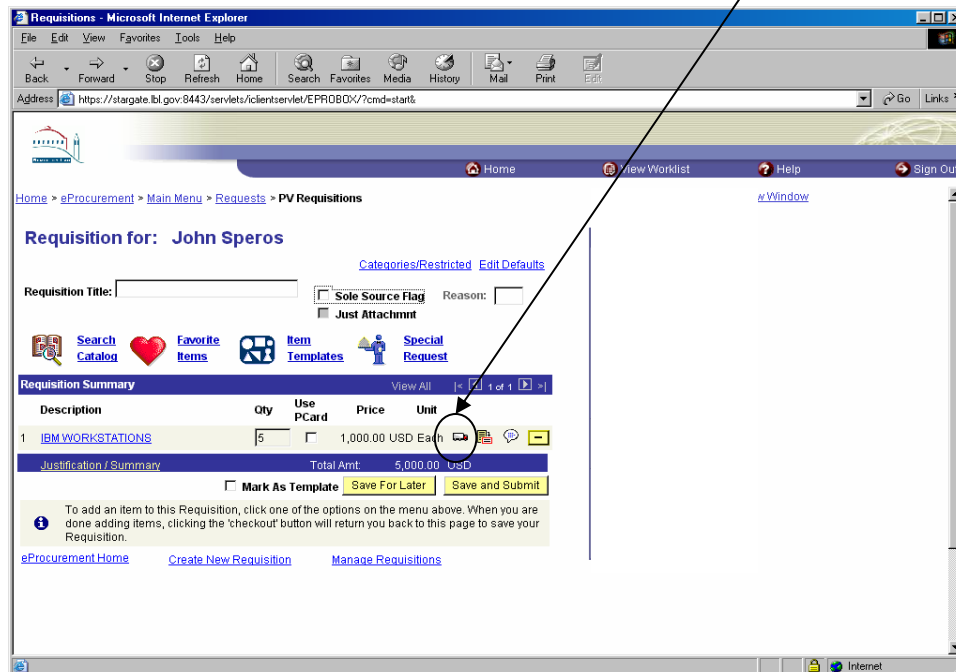 Requisitions - Microsoft Internet Explorer
File Edit View Favorites Tools Help
Back Forward Stop Refresh Home Search Favorites Media History Mail Print Edit
Address https://stargate.lbl.gov:8443/servlets/iclientservlet/EPROBOX/?cmd=start& Go Links
Home View Worklist Help Sign Out
Home > eProcurement > Main Menu > Requests > PV Requisitions
w Window
Requisition for: John Speros
Categories/Restricted Edit Defaults
Requisition Title: Sole Source Flag Reason:
Just Attachmnt
Search Catalog
Favorite Items
Item Templates
Special Request
Requisition Summary View All |< 1 of 1 >|
Description Qty Use PCard Price Unit
1 IBM WORKSTATIONS 5 1,000.00 USD Each
Justification / Summary Total Amt: 5,000.00 USD
Mark As Template Save For Later Save and Submit
To add an item to this Requisition, click one of the options on the menu above. When you are
done adding items, clicking the 'checkout' button will return you back to this page to save your
Requisition.
eProcurement Home Create New Requisition Manage Requisitions
Internet